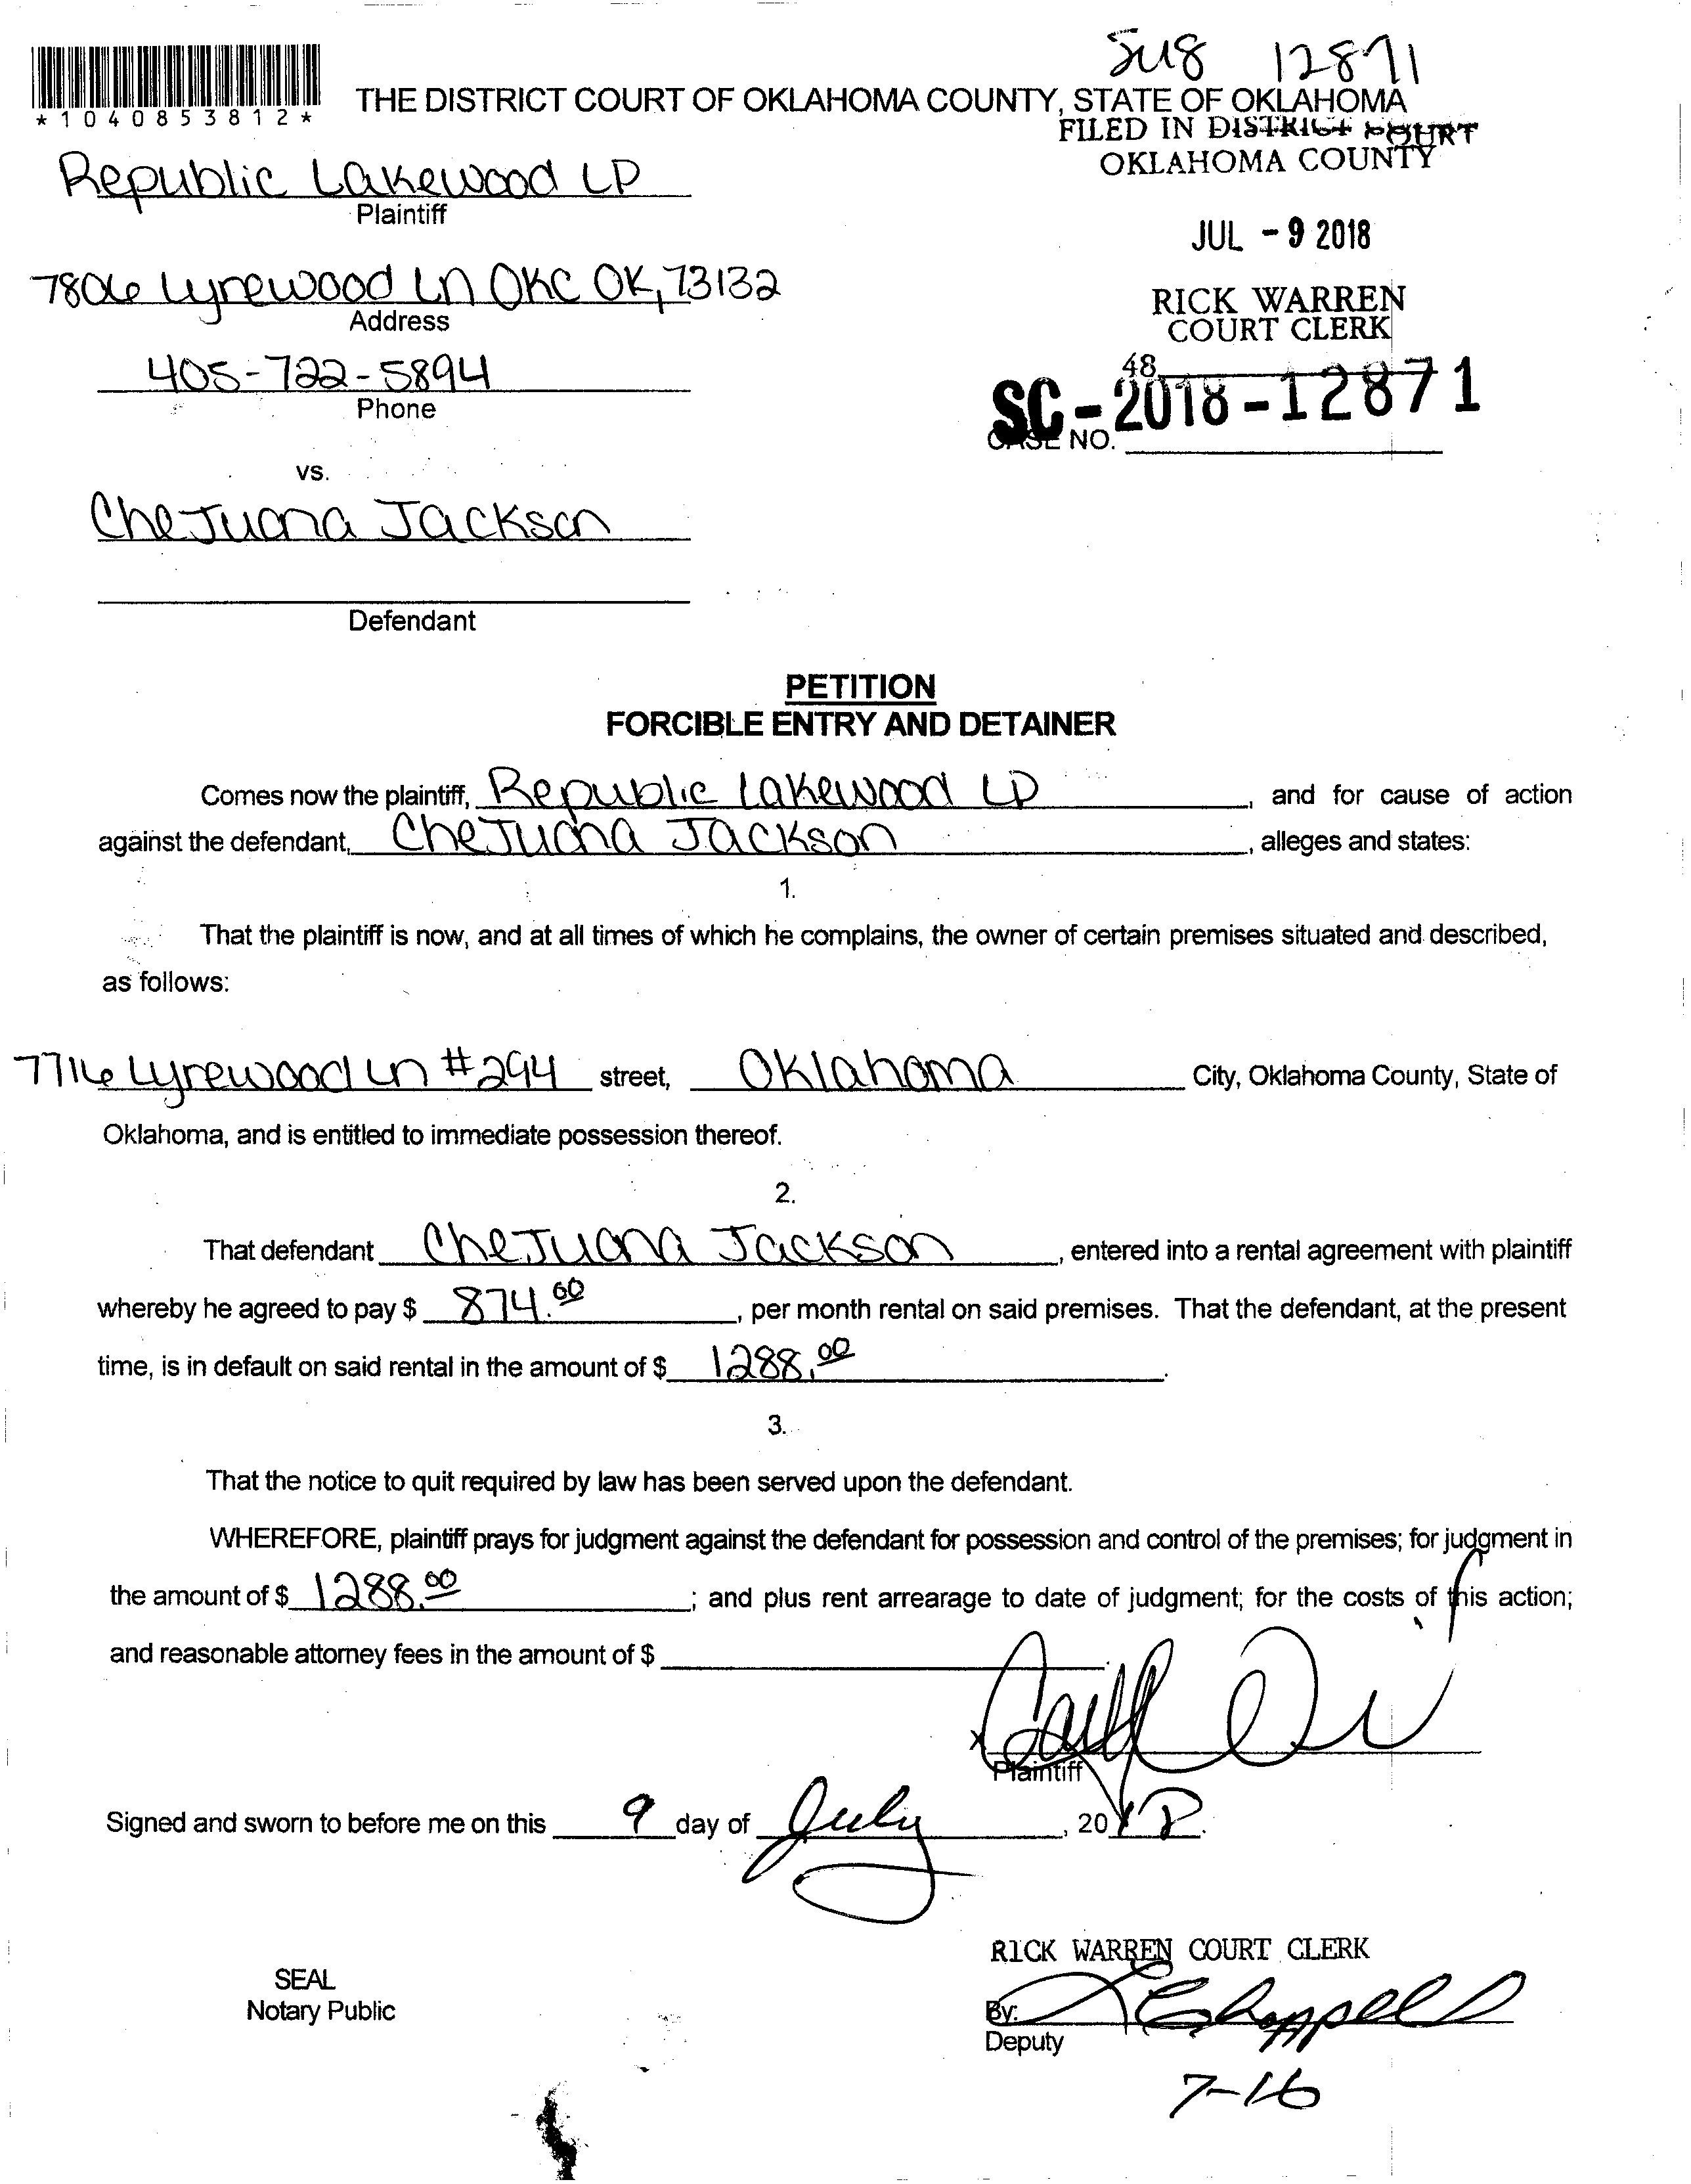 SC18 12871
*1040853812*
THE DISTRICT COURT OF OKLAHOMA COUNTY, STATE OF OKLAHOMA
FILED IN DISTRICT COURT
OKLAHOMA COUNTY
Republic Lakewood LP
Plaintiff
JUL - 9 2018
7806 Lyrewood Ln OKC OK, 73132
Address
RICK WARREN
COURT CLERK
405-722-5894
Phone
48
SC-2018-12871
CASE NO.
vs.
CheJuana Jackson
Defendant
PETITION
FORCIBLE ENTRY AND DETAINER
Comes now the plaintiff, Republic Lakewood LP, and for cause of action
against the defendant, CheJuana Jackson, alleges and states:
1.
That the plaintiff is now, and at all times of which he complains, the owner of certain premises situated and described,
as follows:
7716 Lyrewood Ln #294 street, Oklahoma City, Oklahoma County, State of
Oklahoma, and is entitled to immediate possession thereof.
2.
That defendant CheJuana Jackson, entered into a rental agreement with plaintiff
whereby he agreed to pay $ 874.00, per month rental on said premises. That the defendant, at the present
time, is in default on said rental in the amount of $ 1288.00.
3.
That the notice to quit required by law has been served upon the defendant.
WHEREFORE, plaintiff prays for judgment against the defendant for possession and control of the premises; for judgment in
the amount of $ 1288.00; and plus rent arrearage to date of judgment; for the costs of this action;
and reasonable attorney fees in the amount of $
X
Plaintiff
Signed and sworn to before me on this 9 day of July, 2018.
RICK WARREN COURT CLERK
SEAL
Notary Public
By:
Deputy
7-16